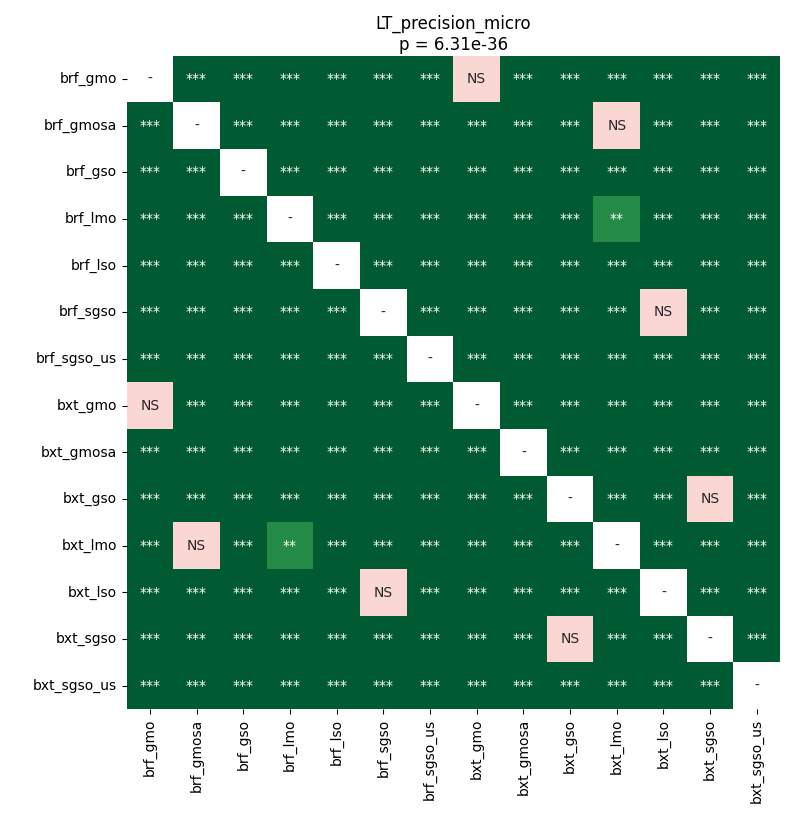 LT_precision_micro
p = 6.31e-36
brf_gmo - *** *** *** *** *** *** NS *** *** *** *** *** ***
brf_gmosa *** - *** *** *** *** *** *** *** *** NS *** *** ***
brf_gso *** *** - *** *** *** *** *** *** *** *** *** *** ***
brf_lmo *** *** *** - *** *** *** *** *** *** ** *** *** ***
brf_lso *** *** *** *** - *** *** *** *** *** *** *** *** ***
brf_sgso *** *** *** *** *** - *** *** *** *** *** NS *** ***
brf_sgso_us *** *** *** *** *** *** - *** *** *** *** *** *** ***
bxt_gmo NS *** *** *** *** *** *** - *** *** *** *** *** ***
bxt_gmosa *** *** *** *** *** *** *** *** - *** *** *** *** ***
bxt_gso *** *** *** *** *** *** *** *** *** - *** *** NS ***
bxt_lmo *** NS *** ** *** *** *** *** *** *** - *** *** ***
bxt_lso *** *** *** *** *** NS *** *** *** *** *** - *** ***
bxt_sgso *** *** *** *** *** *** *** *** *** NS *** *** - ***
bxt_sgso_us *** *** *** *** *** *** *** *** *** *** *** *** *** -
brf_gmo
brf_gmosa
brf_gso
brf_lmo
brf_lso
brf_sgso
brf_sgso_us
bxt_gmo
bxt_gmosa
bxt_gso
bxt_lmo
bxt_lso
bxt_sgso
bxt_sgso_us